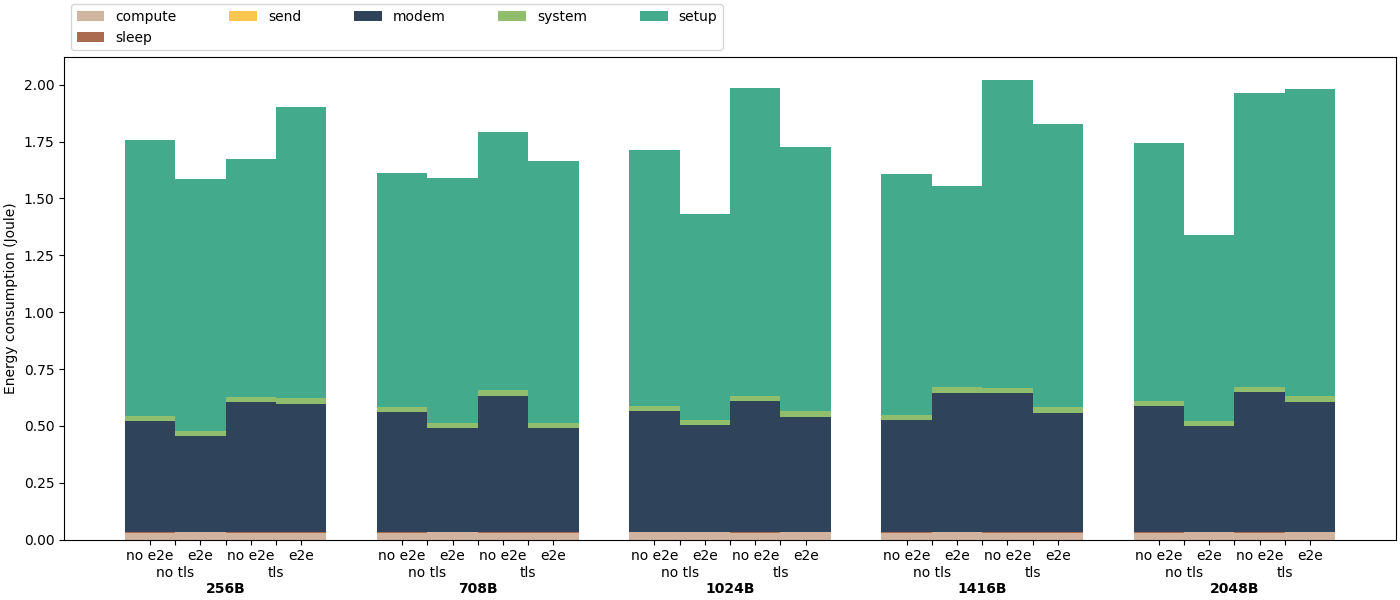 compute send modem system setup
sleep
Energy consumption (Joule)
2.00
1.75
1.50
1.25
1.00
0.75
0.50
0.25
0.00
no e2e e2e no e2e e2e no e2e e2e no e2e e2e no e2e e2e no e2e e2e no e2e e2e no e2e e2e no e2e e2e no e2e e2e
no tls tls no tls tls no tls tls no tls tls no tls tls
256B 708B 1024B 1416B 2048B